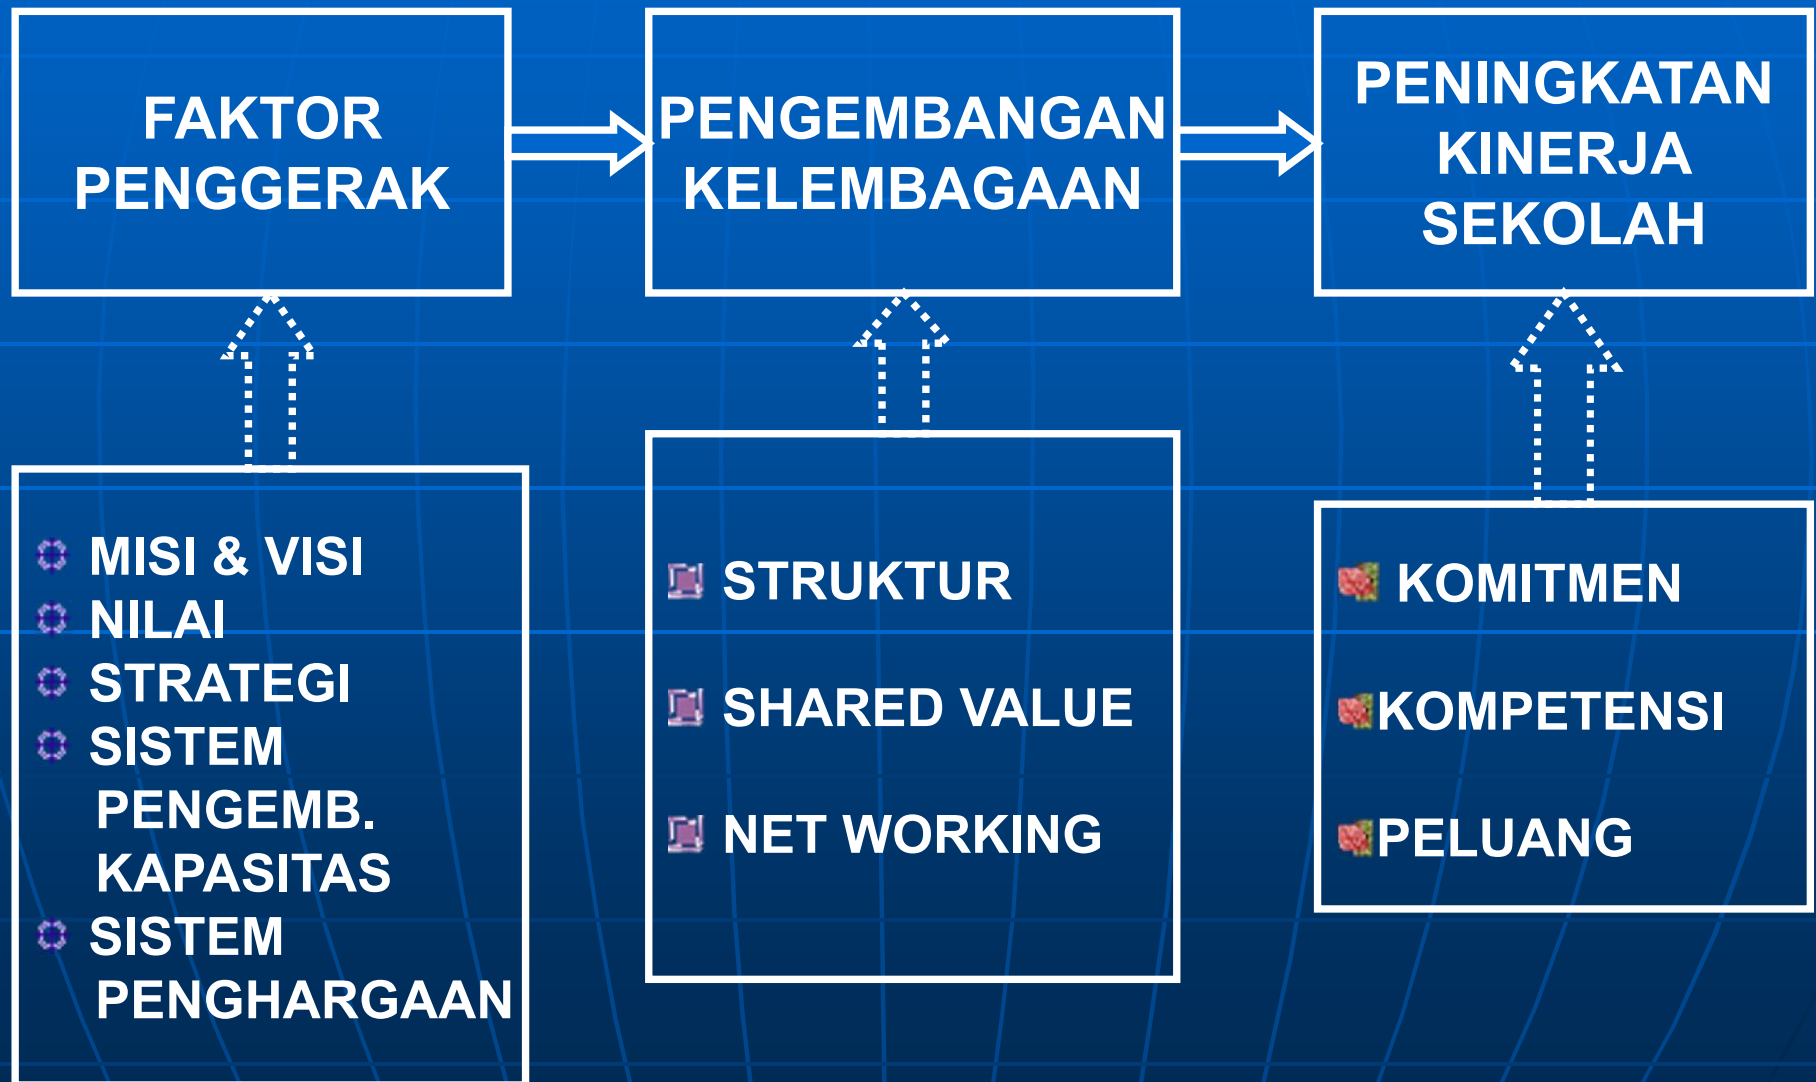 FAKTOR
PENGGERAK
PENGEMBANGAN
KELEMBAGAAN
PENINGKATAN
KINERJA
SEKOLAH
MISI & VISI
NILAI
STRATEGI
SISTEM
PENGEMB.
KAPASITAS
SISTEM
PENGHARGAAN
STRUKTUR
SHARED VALUE
NET WORKING
KOMITMEN
KOMPETENSI
PELUANG